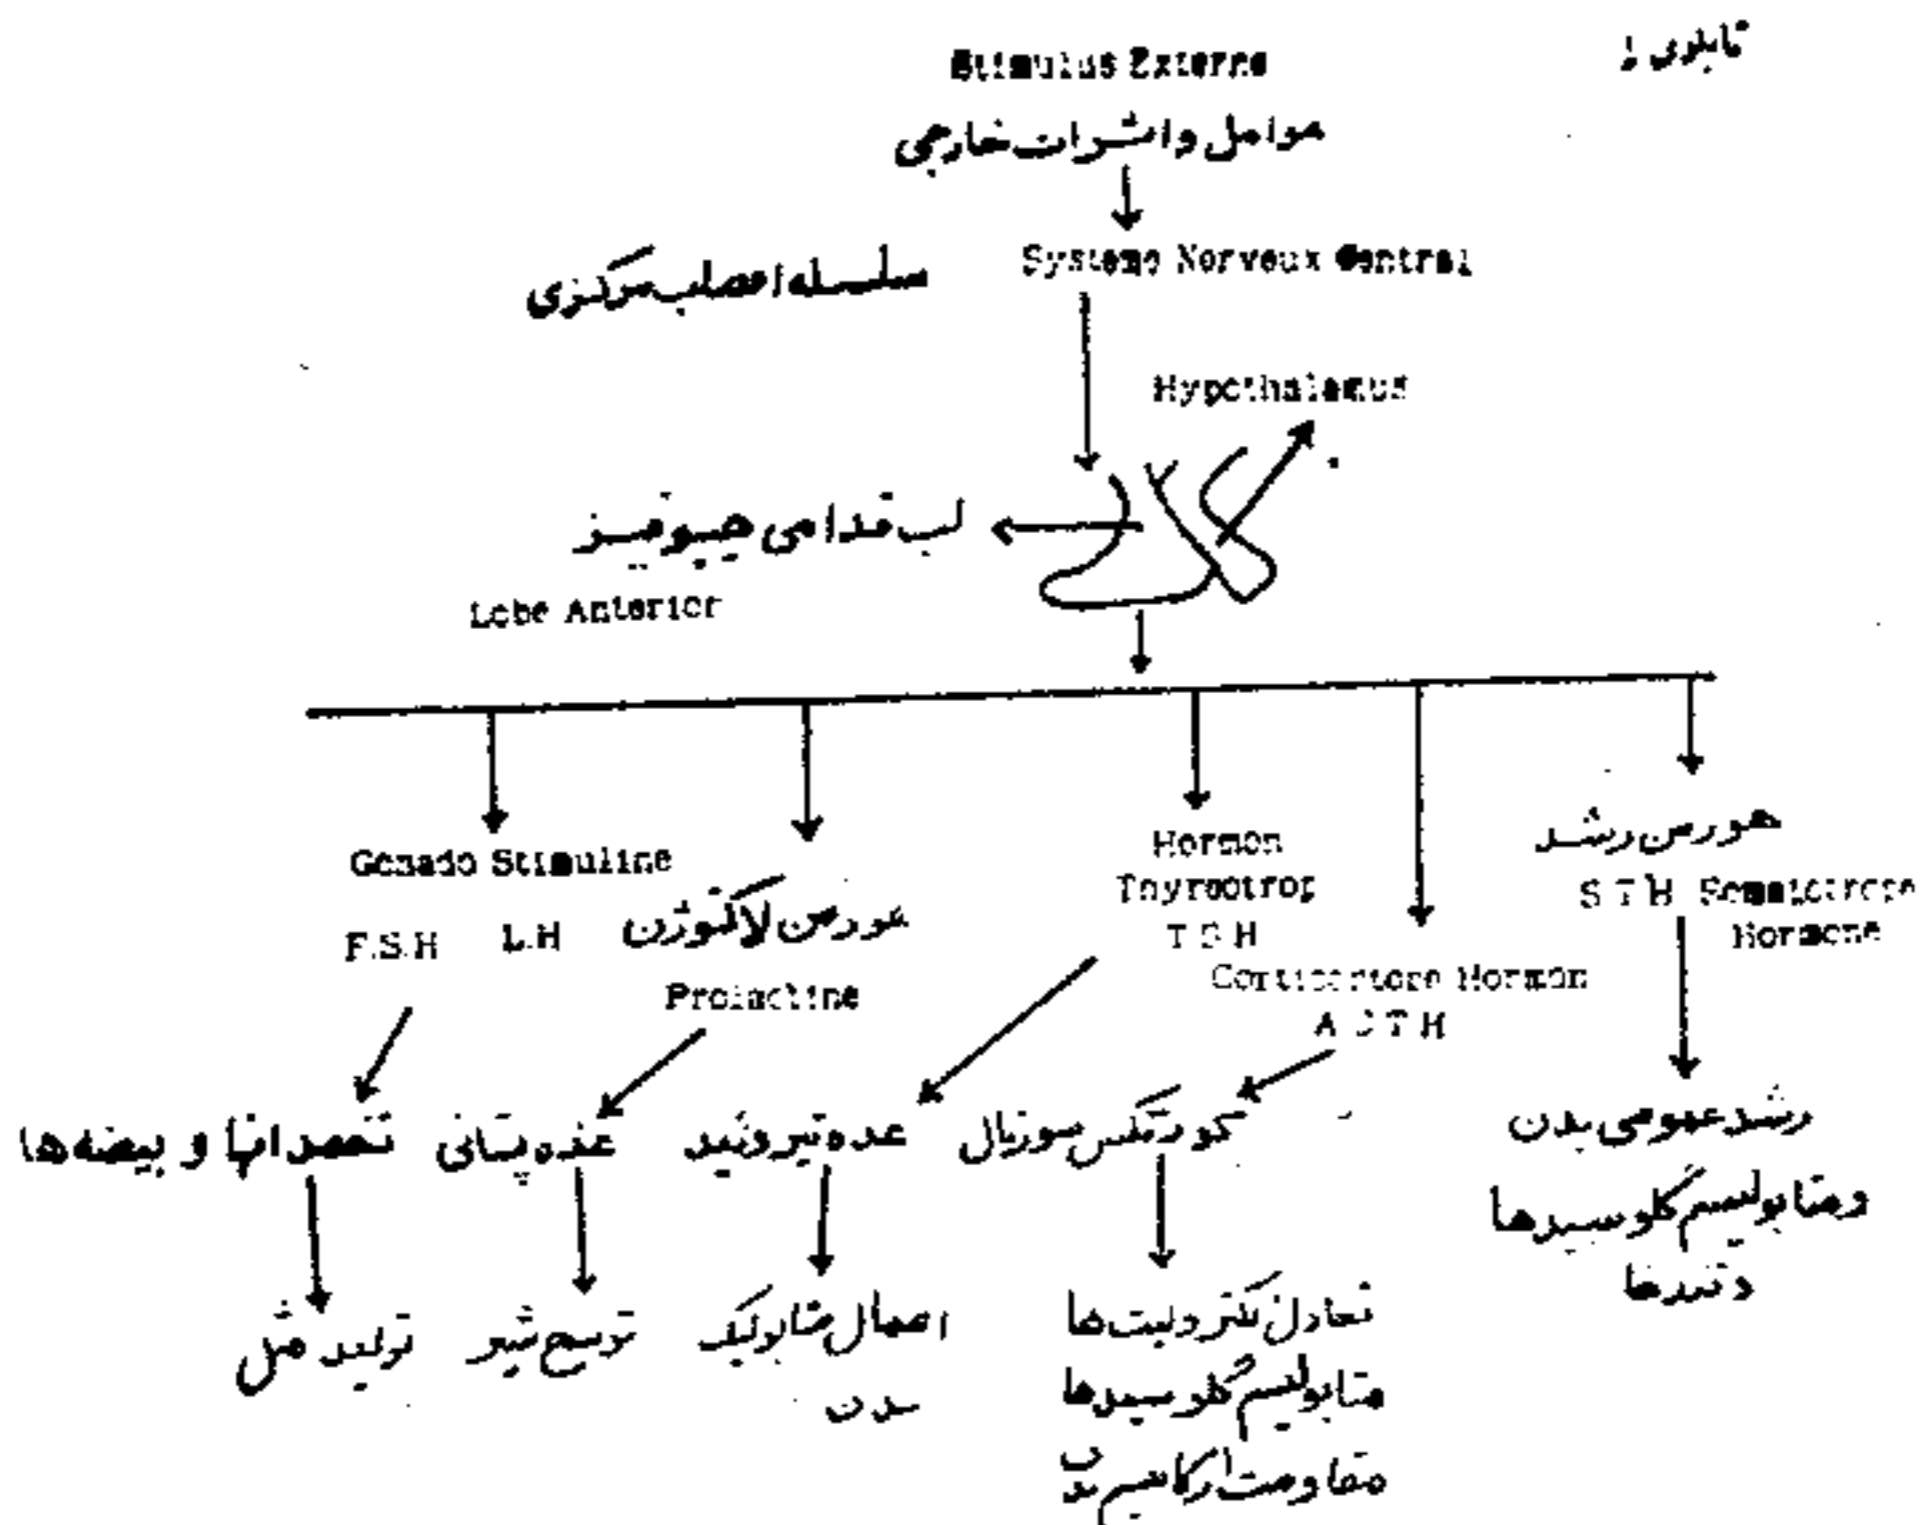 تابلوی ۱
Stimulus Externe
عوامل و اثرات خارجی
Systeme Nerveux Central
سلسله اعصاب مرکزی
Hypothalamus
لب قدامی هیپوفیز
Lobe Anterior
Gonado Stimuline
F.S.H L.H
هورمن لاکتوژن
Prolactine
Hormon
Thyreotrop
T S H
Corticotrope Hormon
A C T H
هورمن رشد
S T H Somatotrope
Hormone
تخمدانها و بیضه‌ها
غده پستانی
غده تیروئید
کورتکس سورنال
رشد عمومی بدن
و متابولیسم گلوسیدها
تولید مثل
ترشح شیر
اعمال متابولیک
بدن
تعادل الکترولیت‌ها
متابولیسم گلوسیدها
مقاومت ارگانیسم